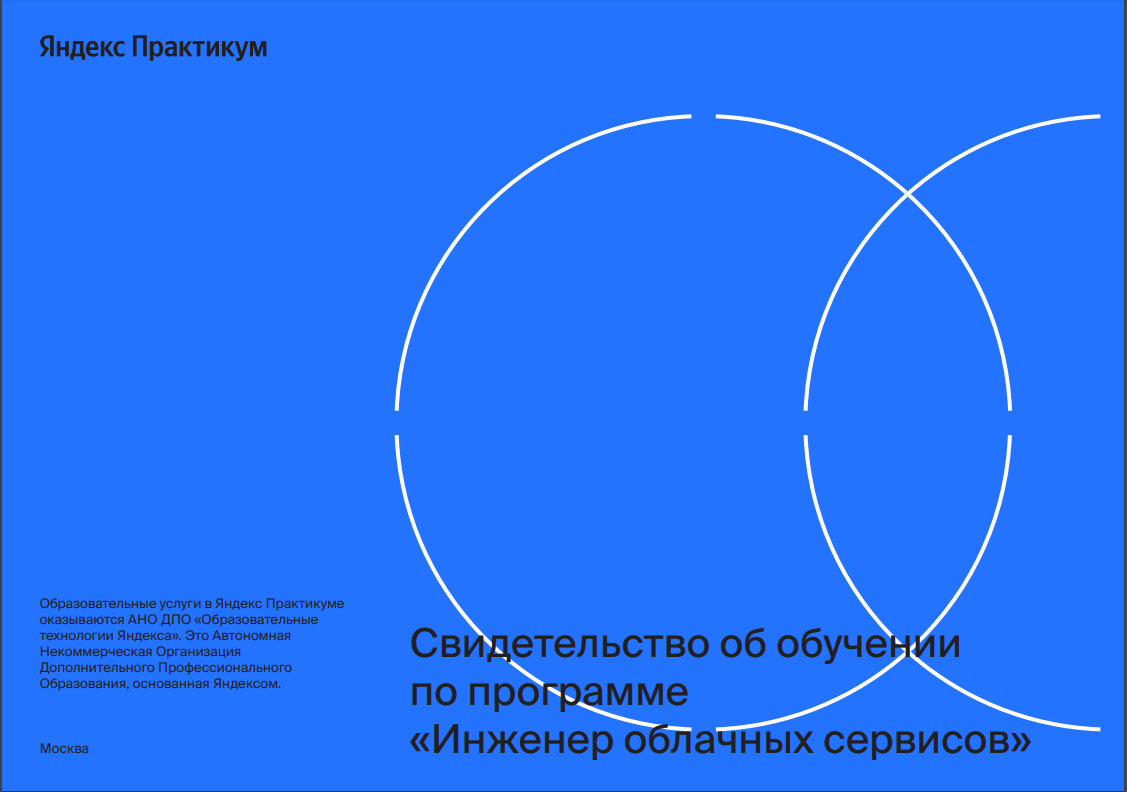 Яндекс Практикум
Образовательные услуги в Яндекс Практикуме
оказываются АНО ДПО «Образовательные
технологии Яндекса». Это Автономная
Некоммерческая Организация
Дополнительного Профессионального
Образования, основанная Яндексом.
Москва
Свидетельство об обучении
по программе
«Инженер облачных сервисов»